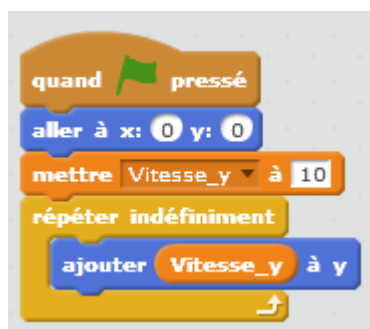 quand pressé
aller à x: 0 y: 0
mettre Vitesse_y à 10
répéter indéfiniment
ajouter Vitesse_y à y